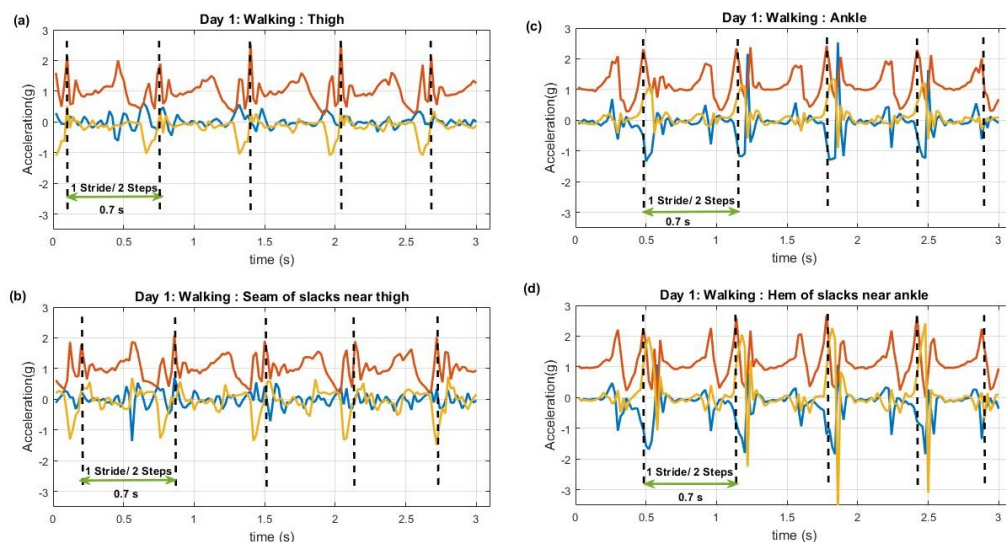 (a)
Day 1: Walking : Thigh
3
2
1
0
-1
-2
-3
Acceleration(g)
1 Stride/ 2 Steps
0.7 s
0
0.5
1
1.5
2
2.5
3
time (s)
(b)
Day 1: Walking : Seam of slacks near thigh
3
2
1
0
-1
-2
-3
Acceleration(g)
1 Stride/ 2 Steps
0.7 s
0
0.5
1
1.5
2
2.5
3
time (s)
(c)
Day 1: Walking : Ankle
3
2
1
0
-1
-2
-3
Acceleration(g)
1 Stride/ 2 Steps
0.7 s
0
0.5
1
1.5
2
2.5
3
time (s)
(d)
Day 1: Walking : Hem of slacks near ankle
3
2
1
0
-1
-2
-3
Acceleration(g)
1 Stride/ 2 Steps
0.7 s
0
0.5
1
1.5
2
2.5
3
time (s)